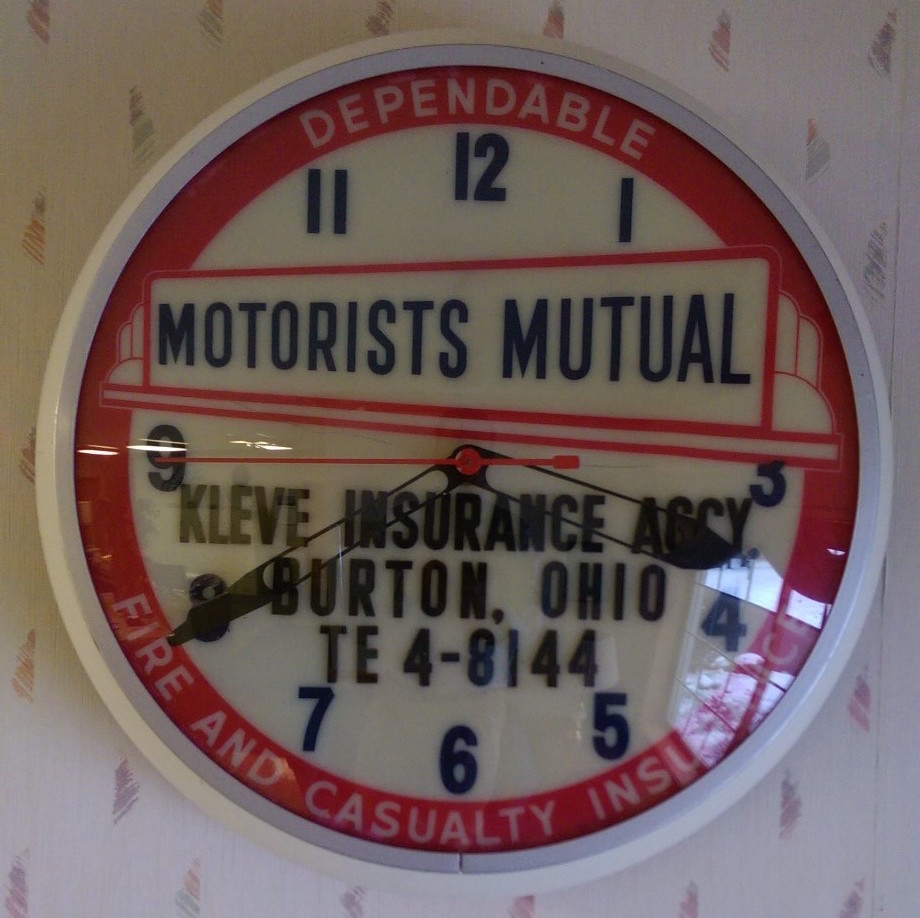 DEPENDABLE
12
11
1
MOTORISTS MUTUAL
9
3
KLEVE INSURANCE AGCY
BURTON, OHIO
8
4
TE 4-8144
7
5
6
FIRE AND CASUALTY INSURANCE